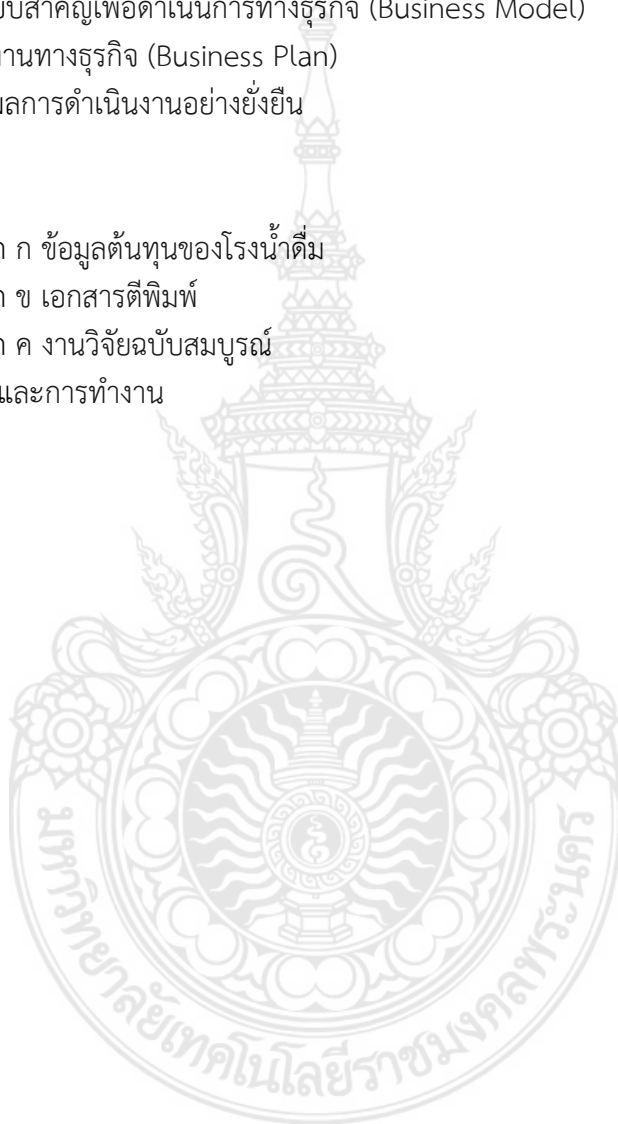 บบสำคัญเพื่อดำเนินการทางธุรกิจ (Business Model)
งานทางธุรกิจ (Business Plan)
ผลการดำเนินงานอย่างยั่งยืน
ก ข้อมูลต้นทุนของโรงน้ำดื่ม
ข เอกสารตีพิมพ์
ค งานวิจัยฉบับสมบูรณ์
และการทำงาน
มหาวิทยาลัยเทคโนโลยีราชมงคลพระนคร